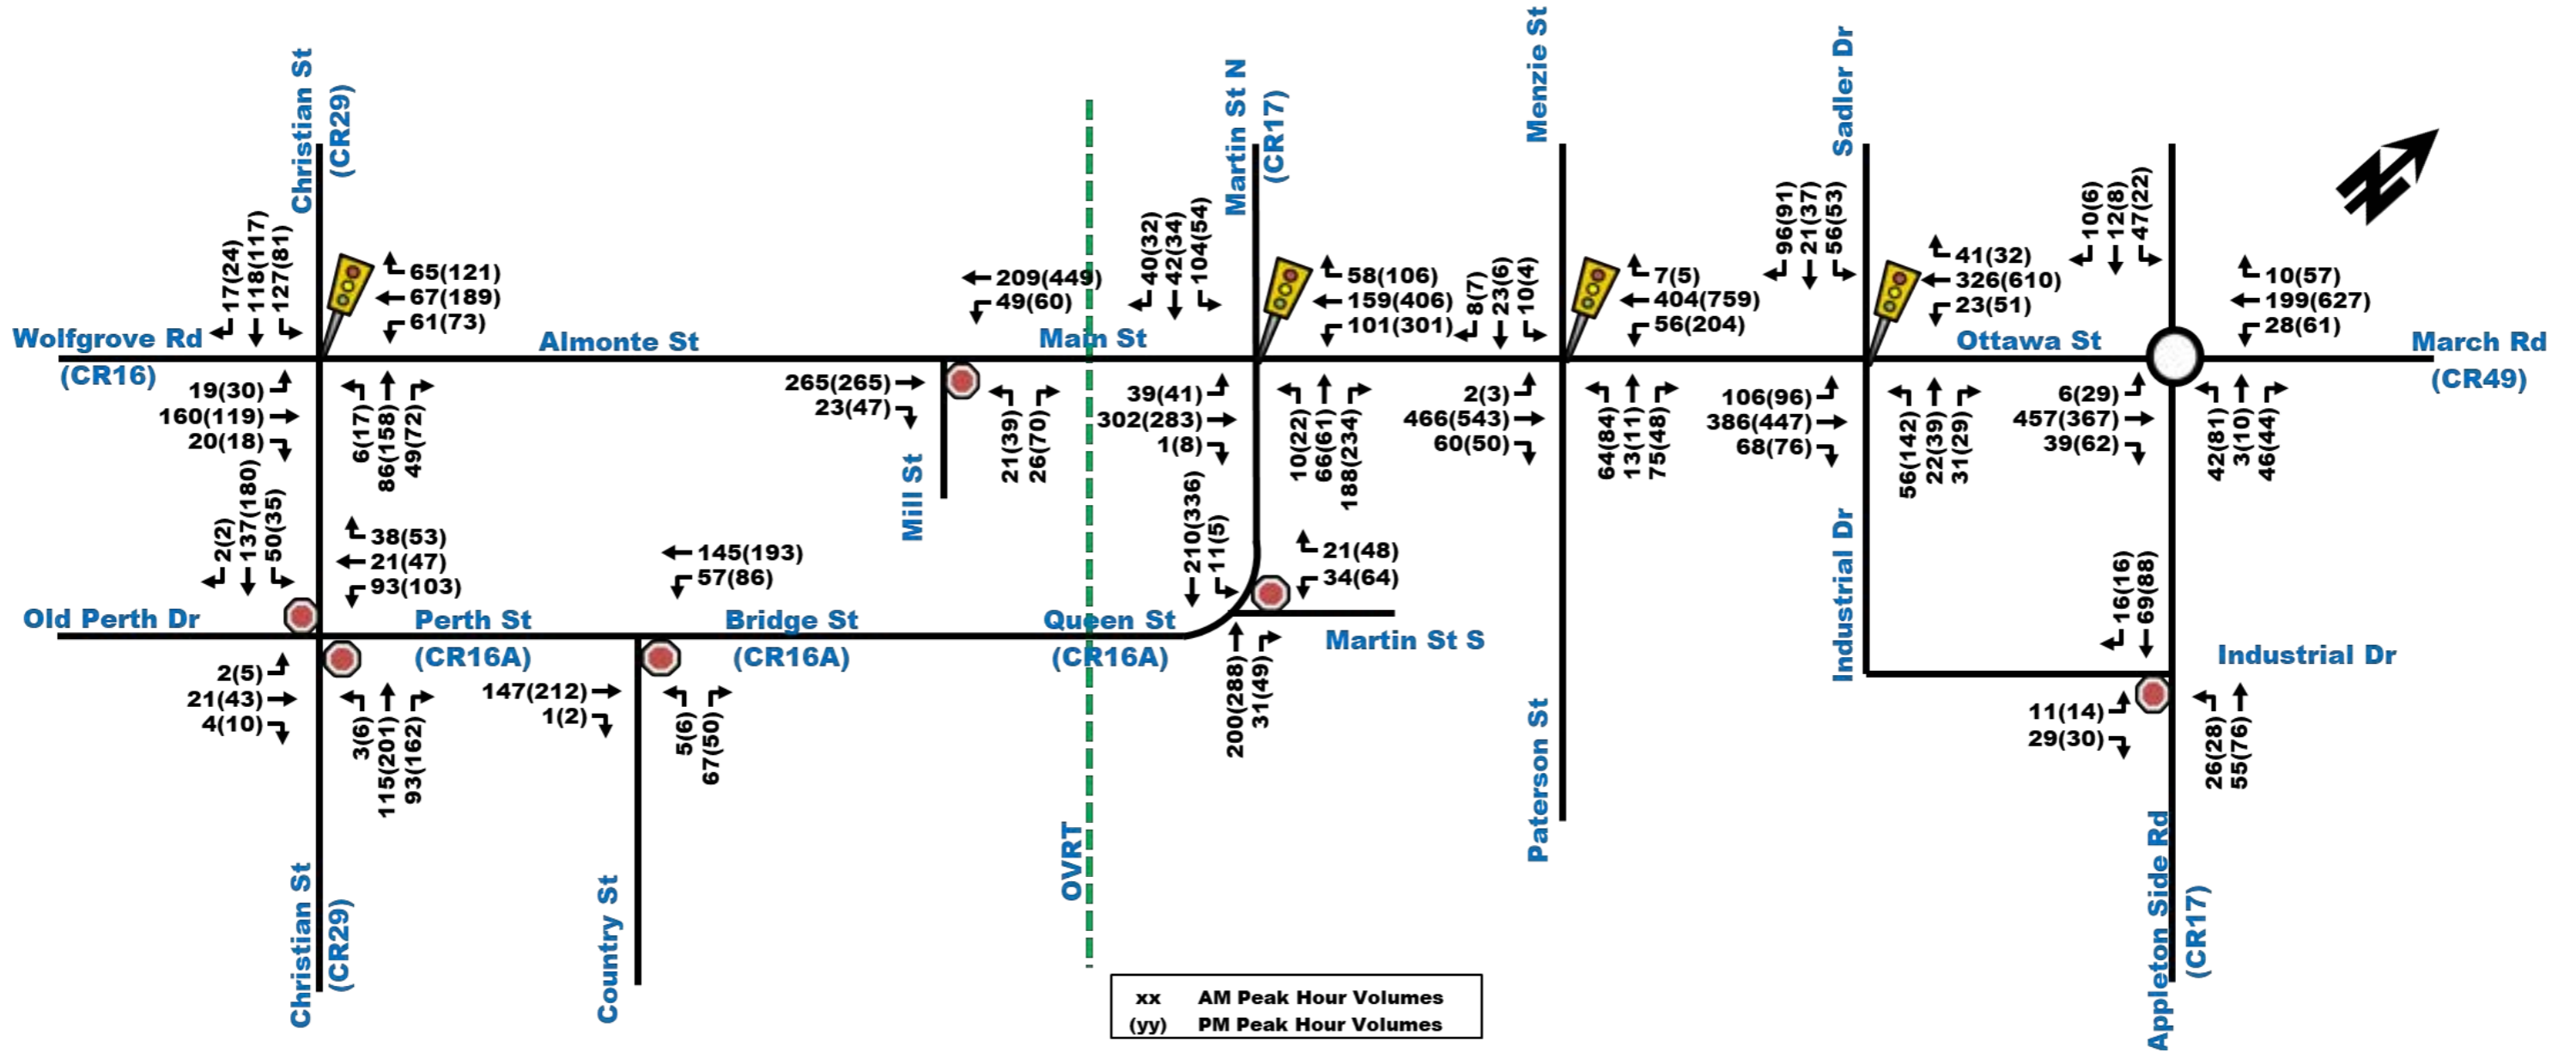 Christian St
(CR29)
Martin St N
(CR17)
Menzie St
Sadler Dr
17(24)
118(117)
127(81)
65(121)
67(189)
61(73)
Wolfgrove Rd
(CR16)
Almonte St
19(30)
160(119)
20(18)
6(17)
86(158)
49(72)
209(449)
49(60)
Main St
265(265)
23(47)
Mill St
21(39)
26(70)
40(32)
42(34)
104(54)
58(106)
159(406)
101(301)
39(41)
302(283)
1(8)
10(22)
66(61)
188(234)
8(7)
23(6)
10(4)
7(5)
404(759)
56(204)
2(3)
466(543)
60(50)
64(84)
13(11)
75(48)
96(91)
21(37)
56(53)
41(32)
326(610)
23(51)
Ottawa St
106(96)
386(447)
68(76)
56(142)
22(39)
31(29)
10(6)
12(8)
47(22)
10(57)
199(627)
28(61)
March Rd
(CR49)
6(29)
457(367)
39(62)
42(81)
3(10)
46(44)
2(2)
137(180)
50(35)
38(53)
21(47)
93(103)
Old Perth Dr
Perth St
(CR16A)
2(5)
21(43)
4(10)
3(6)
115(201)
93(162)
145(193)
57(86)
Bridge St
(CR16A)
147(212)
1(2)
5(6)
67(50)
Queen St
(CR16A)
210(336)
11(5)
21(48)
34(64)
Martin St S
200(288)
31(49)
Industrial Dr
16(16)
69(88)
Industrial Dr
11(14)
29(30)
26(28)
55(76)
Christian St
(CR29)
Country St
OVRT
Paterson St
Appleton Side Rd
(CR17)
N
xx AM Peak Hour Volumes
(yy) PM Peak Hour Volumes